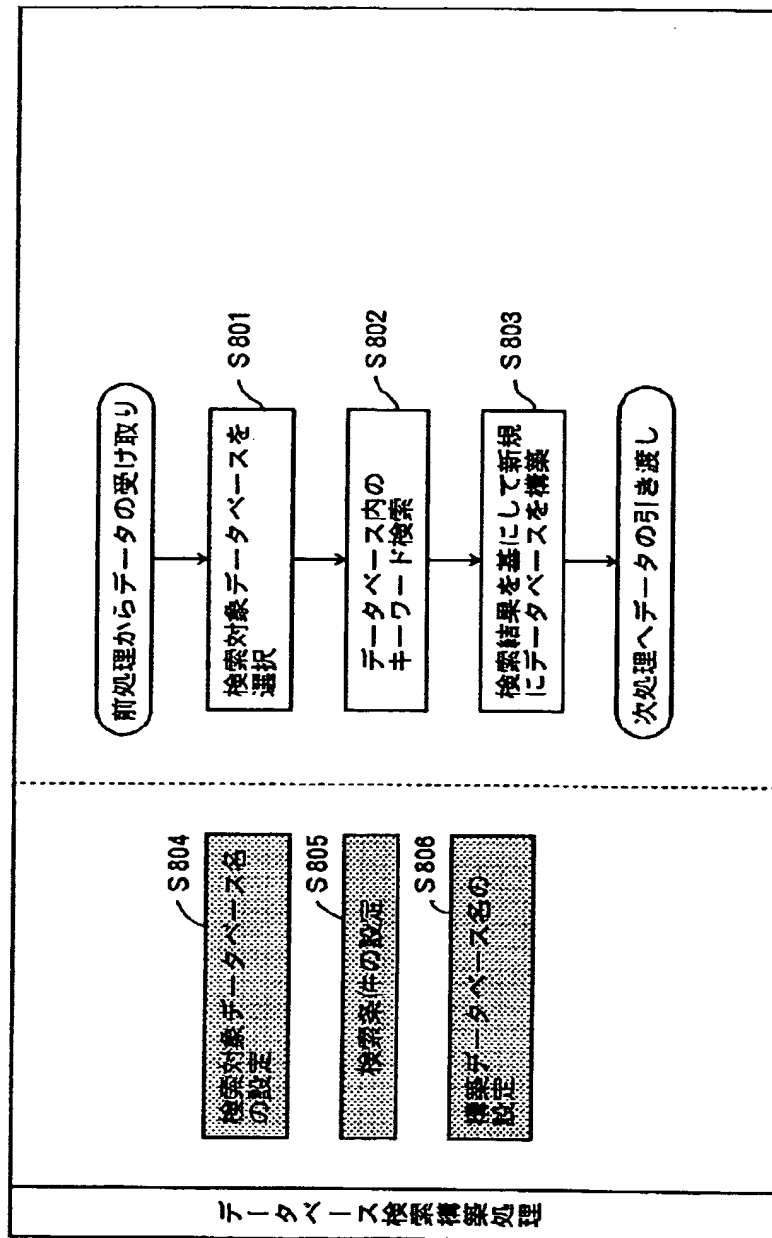 データベース検索構築処理
検索対象データベース名
の設定
S804
検索条件の設定
S805
構築データベース名の
設定
S806
前処理からデータの受け取り
検索対象データベースを
選択
S801
データベース内の
キーワード検索
S802
検索結果を基にして新規
にデータベースを構築
S803
次処理へデータの引き渡し